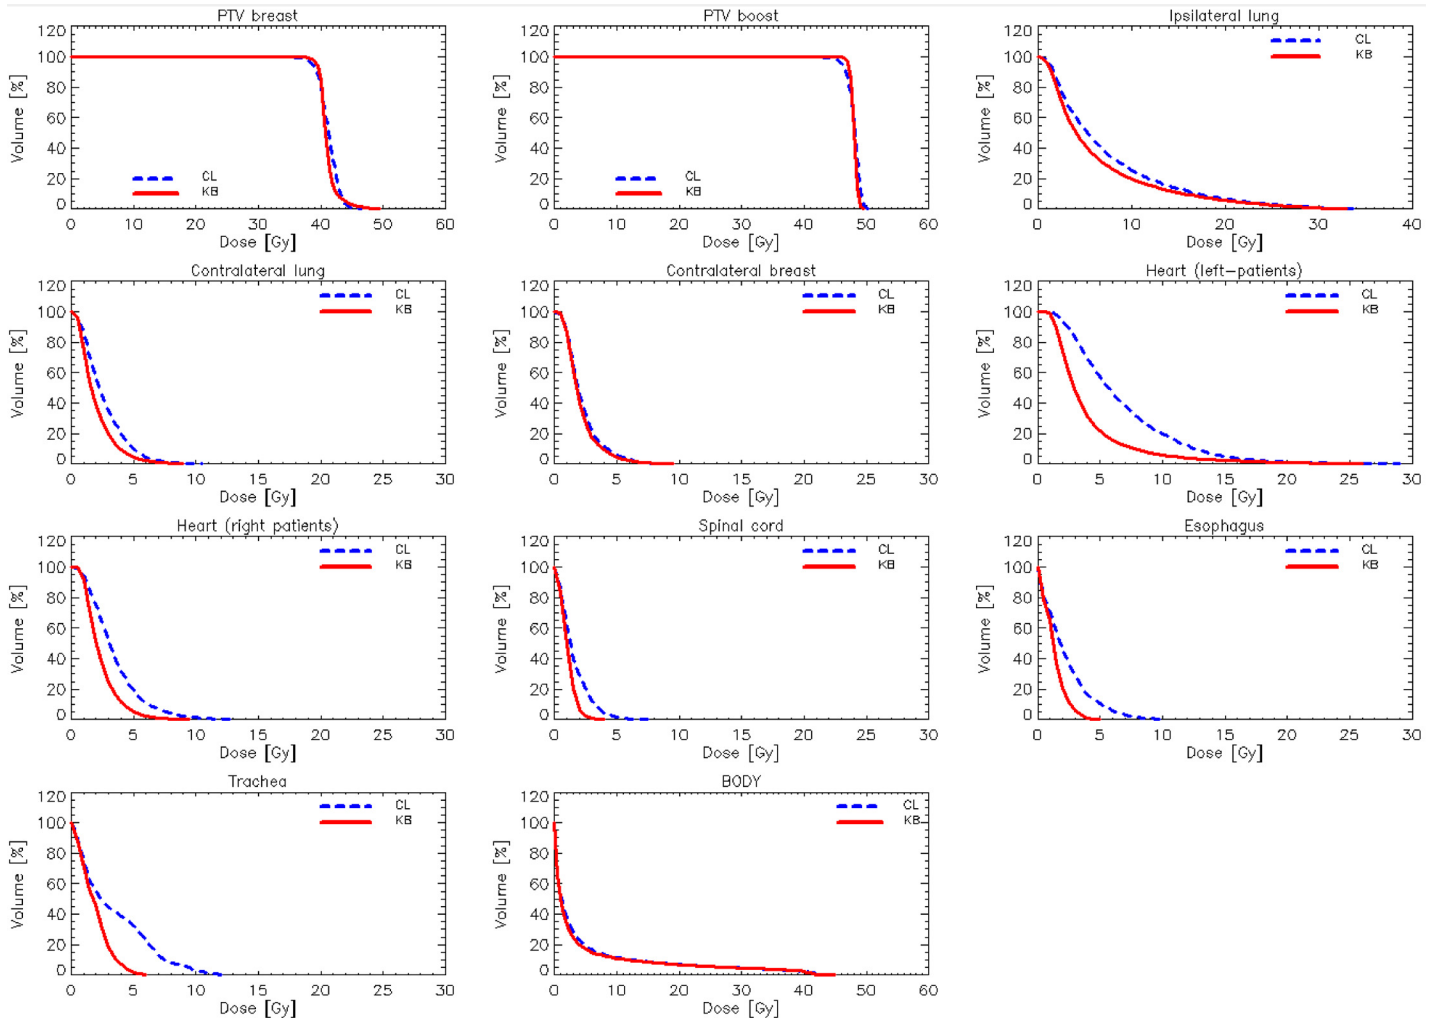 PTV breast
120
100
80
60
40
20
0
Volume [%]
CL
KB
0 10 20 30 40 50 60
Dose [Gy]
PTV boost
120
100
80
60
40
20
0
Volume [%]
CL
KB
0 10 20 30 40 50 60
Dose [Gy]
Ipsilateral lung
120
100
80
60
40
20
0
Volume [%]
CL
KB
0 10 20 30 40
Dose [Gy]
Contralateral lung
120
100
80
60
40
20
0
Volume [%]
CL
KB
0 5 10 15 20 25 30
Dose [Gy]
Contralateral breast
120
100
80
60
40
20
0
Volume [%]
CL
KB
0 5 10 15 20 25 30
Dose [Gy]
Heart (left-patients)
120
100
80
60
40
20
0
Volume [%]
CL
KB
0 5 10 15 20 25 30
Dose [Gy]
Heart (right patients)
120
100
80
60
40
20
0
Volume [%]
CL
KB
0 5 10 15 20 25 30
Dose [Gy]
Spinal cord
120
100
80
60
40
20
0
Volume [%]
CL
KB
0 5 10 15 20 25 30
Dose [Gy]
Esophagus
120
100
80
60
40
20
0
Volume [%]
CL
KB
0 5 10 15 20 25 30
Dose [Gy]
Trachea
120
100
80
60
40
20
0
Volume [%]
CL
KB
0 5 10 15 20 25 30
Dose [Gy]
BODY
120
100
80
60
40
20
0
Volume [%]
CL
KB
0 10 20 30 40 50 60
Dose [Gy]